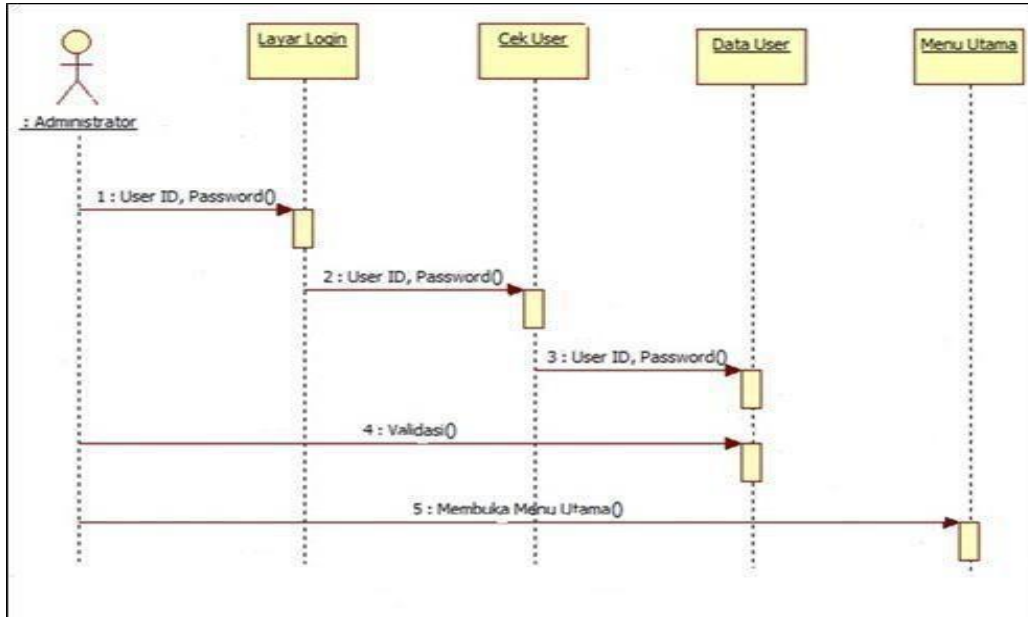 Layar Login
Cek User
Data User
Menu Utama
: Administrator
1 : User ID, Password()
2 : User ID, Password()
3 : User ID, Password()
4 : Validasi()
5 : Membuka Menu Utama()